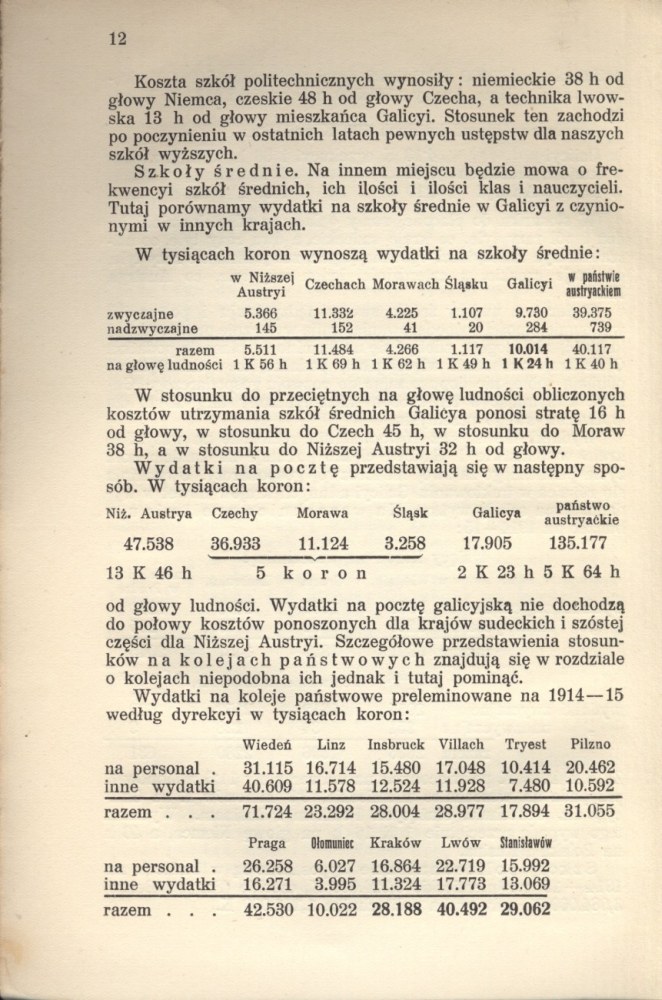 12
Koszta szkół politechnicznych wynosiły: niemieckie 38 h od
głowy Niemca, czeskie 48 h od głowy Czecha, a technika lwow-
ska 13 h od głowy mieszkańca Galicyi. Stosunek ten zachodzi
po poczynieniu w ostatnich latach pewnych ustępstw dla naszych
szkół wyższych.
Szkoły średnie. Na innem miejscu będzie mowa o fre-
kwencyi szkół średnich, ich ilości i ilości klas i nauczycieli.
Tutaj porównamy wydatki na szkoły średnie w Galicyi z czynio-
nymi w innych krajach.
W tysiącach koron wynoszą wydatki na szkoły średnie:
w Niższej Austryi Czechach Morawach Śląsku Galicyi w państwie austryackiem
zwyczajne 5.366 11.332 4.225 1.107 9.730 39.375
nadzwyczajne 145 152 41 20 284 739
razem 5.511 11.484 4.266 1.117 10.014 40.117
na głowę ludności 1 K 56 h 1 K 69 h 1 K 62 h 1 K 49 h 1 K 24 h 1 K 40 h
W stosunku do przeciętnych na głowę ludności obliczonych
kosztów utrzymania szkół średnich Galicya ponosi stratę 16 h
od głowy, w stosunku do Czech 45 h, w stosunku do Moraw
38 h, a w stosunku do Niższej Austryi 32 h od głowy.
Wydatki na pocztę przedstawiają się w następny spo-
sób. W tysiącach koron:
Niż. Austrya Czechy Morawa Śląsk Galicya państwo austryackie
47.538 36.933 11.124 3.258 17.905 135.177
13 K 46 h 5 koron 2 K 23 h 5 K 64 h
od głowy ludności. Wydatki na pocztę galicyjską nie dochodzą
do połowy kosztów ponoszonych dla krajów sudeckich i szóstej
części dla Niższej Austryi. Szczegółowe przedstawienia stosun-
ków na kolejach państwowych znajdują się w rozdziale
o kolejach niepodobna ich jednak i tutaj pominąć.
Wydatki na koleje państwowe preleminowane na 1914—15
według dyrekcyi w tysiącach koron:
Wiedeń Linz Insbruck Villach Tryest Pilzno
na personal . 31.115 16.714 15.480 17.048 10.414 20.462
inne wydatki 40.609 11.578 12.524 11.928 7.480 10.592
razem . . . 71.724 23.292 28.004 28.977 17.894 31.055
Praga Ołomuniec Kraków Lwów Stanisławów
na personal . 26.258 6.027 16.864 22.719 15.992
inne wydatki 16.271 3.995 11.324 17.773 13.069
razem . . . 42.530 10.022 28.188 40.492 29.062